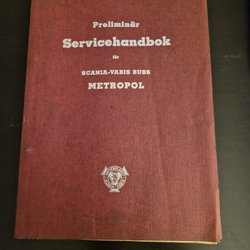 Preliminär
Servicehandbok
för
SCANIA-VABIS BUSS
METROPOL